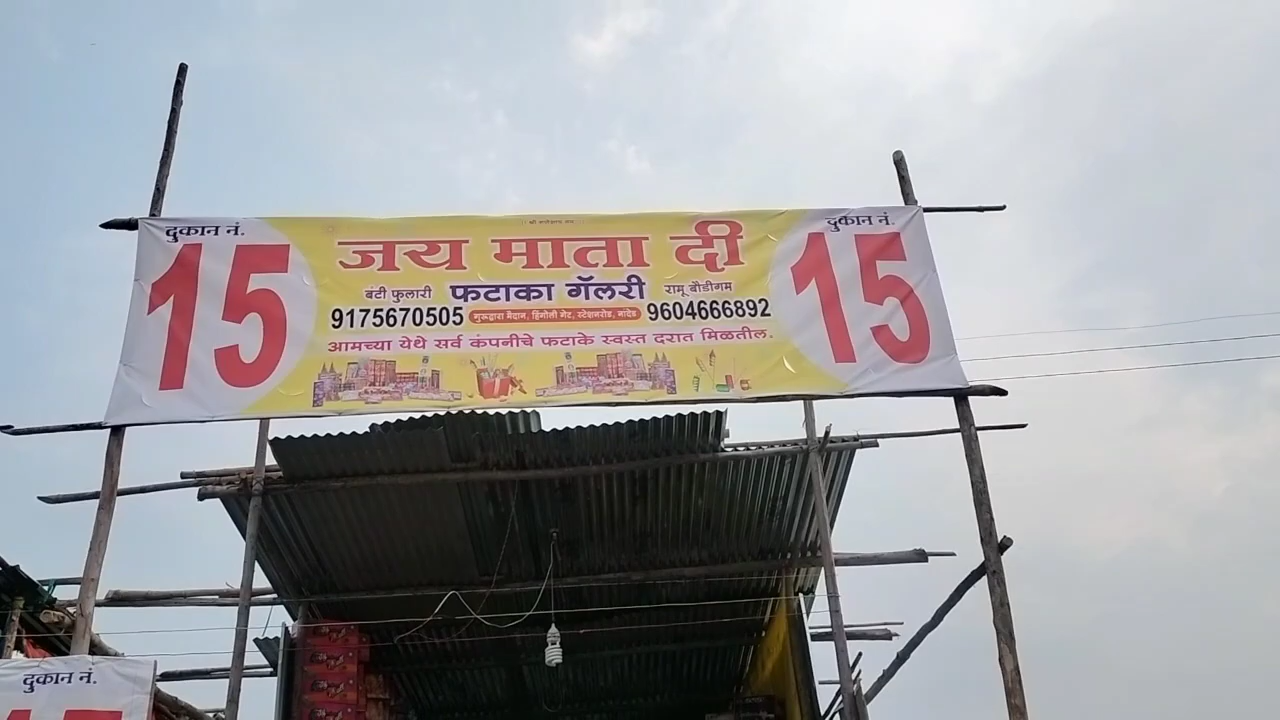 दुकान नं.
15
जय माता दी
बंटी फुलारी
फटाका गॅलरी
रामू बौडीगम
9175670505
गुरूद्वारा मैदान, हिंगोली गेट, स्टेशनरोड, नांदेड
9604666892
आमच्या येथे सर्व कंपनीचे फटाके स्वस्त दरात मिळतील.
दुकान नं.
15
दुकान नं.